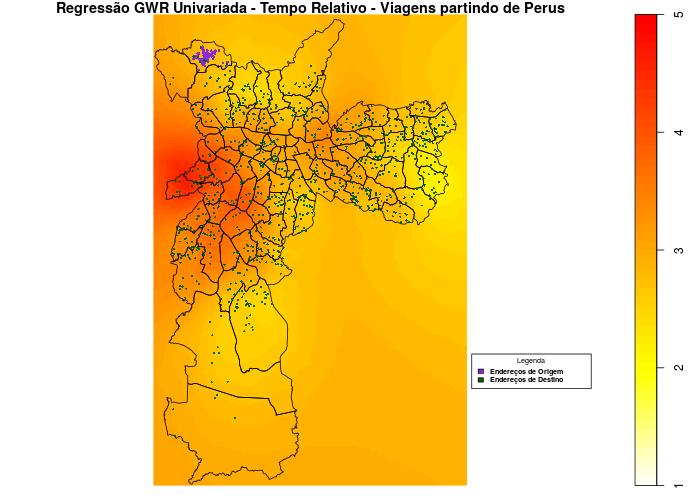 Regressão GWR Univariada - Tempo Relativo - Viagens partindo de Perus
5
4
3
2
1
Legenda
Endereços de Origem
Endereços de Destino